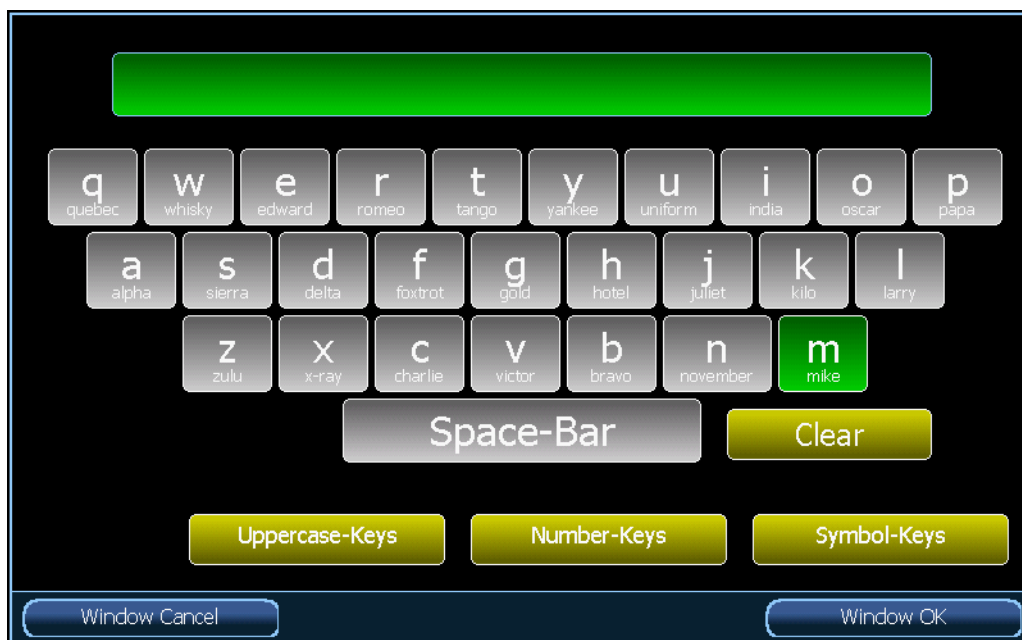 q w e r t y u i o p
quebec whisky edward romeo tango yankee uniform india oscar papa
a s d f g h j k l
alpha sierra delta foxtrot gold hotel juliet kilo larry
z x c v b n m
zulu x-ray charlie victor bravo november mike
Space-Bar Clear
Uppercase-Keys Number-Keys Symbol-Keys
Window Cancel Window OK